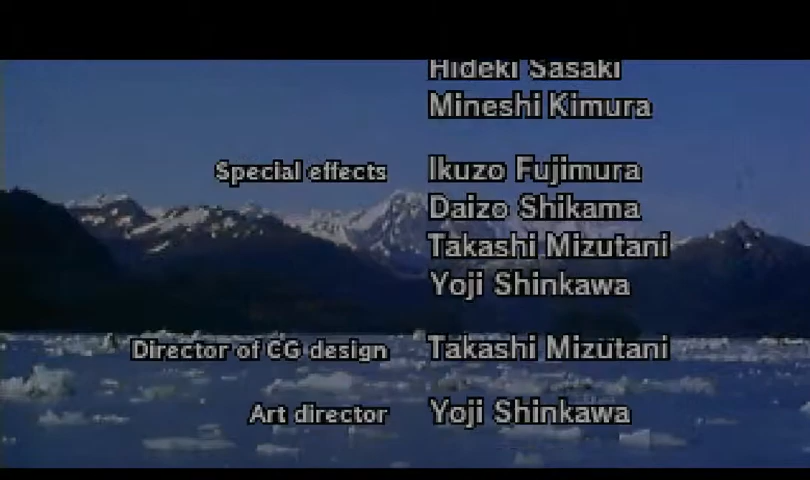 Hideki Sasaki
Mineshi Kimura
Special effects Ikuzo Fujimura
Daizo Shikama
Takashi Mizutani
Yoji Shinkawa
Director of CG design Takashi Mizutani
Art director Yoji Shinkawa